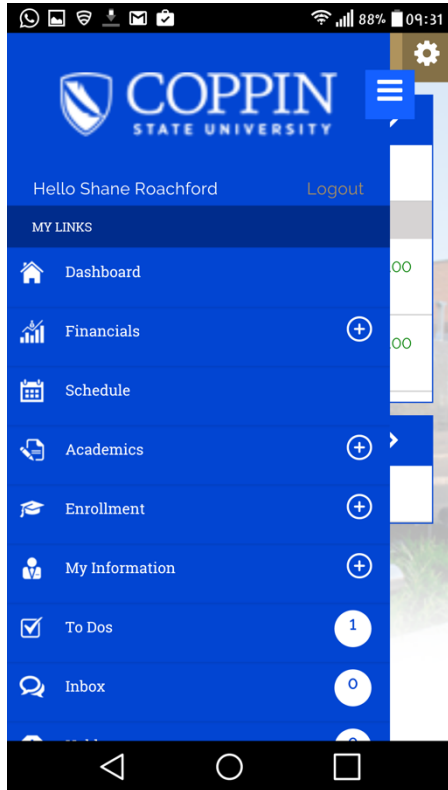 88% 09:31
COPPIN
STATE UNIVERSITY
Hello Shane Roachford Logout
MY LINKS
Dashboard
Financials
.00
Schedule
.00
Academics
Enrollment
My Information
To Dos 1
Inbox 0